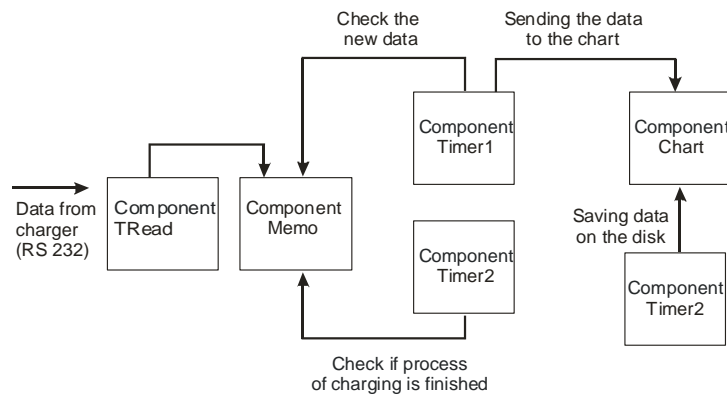 Check the
new data
Sending the data
to the chart
Component
Timer1
Component
Chart
Data from
charger
(RS 232)
Component
TRead
Component
Memo
Component
Timer2
Saving data
on the disk
Component
Timer2
Check if process
of charging is finished